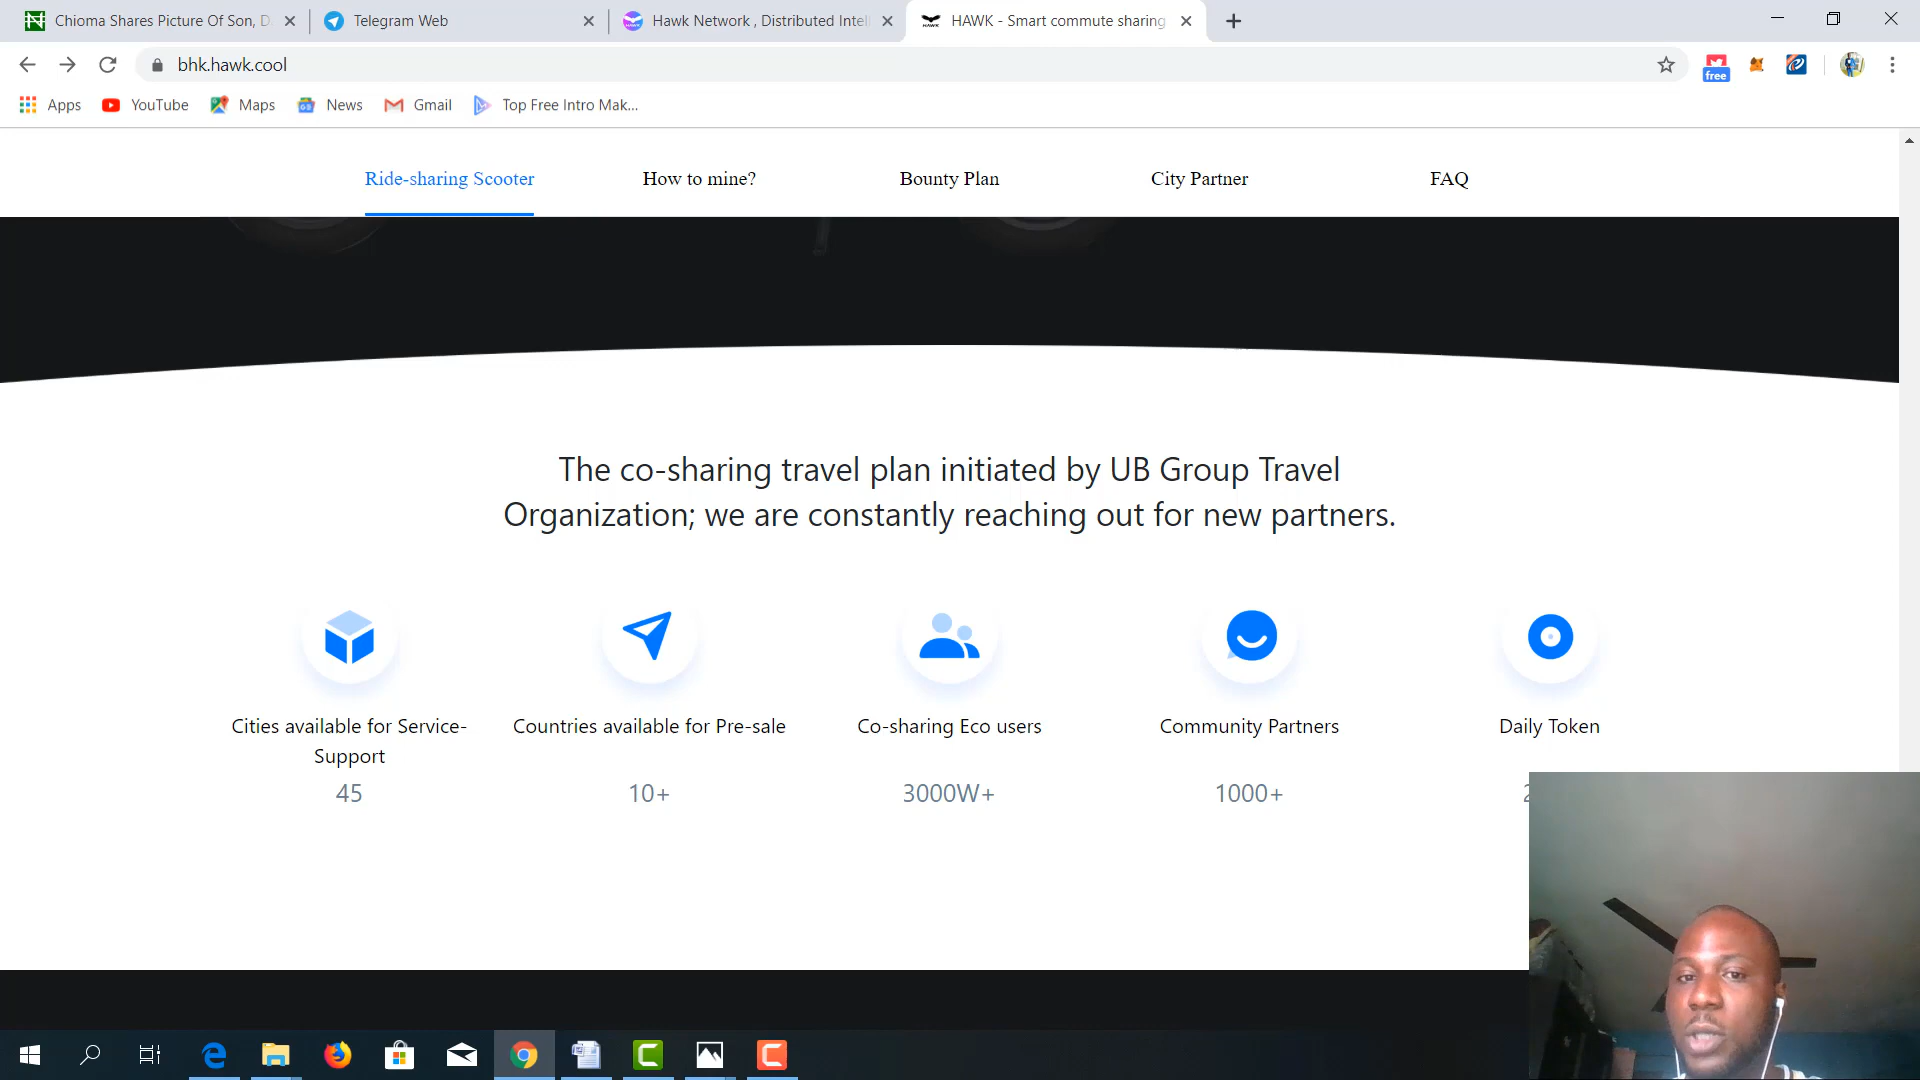 Chioma Shares Picture Of Son, D
Telegram Web
Hawk Network , Distributed Intel
HAWK - Smart commute sharing
bhk.hawk.cool
free
Apps
YouTube
Maps
News
Gmail
Top Free Intro Mak...
Ride-sharing Scooter
How to mine?
Bounty Plan
City Partner
FAQ
The co-sharing travel plan initiated by UB Group Travel
Organization; we are constantly reaching out for new partners.
Cities available for Service-
Support
45
Countries available for Pre-sale
10+
Co-sharing Eco users
3000W+
Community Partners
1000+
Daily Token